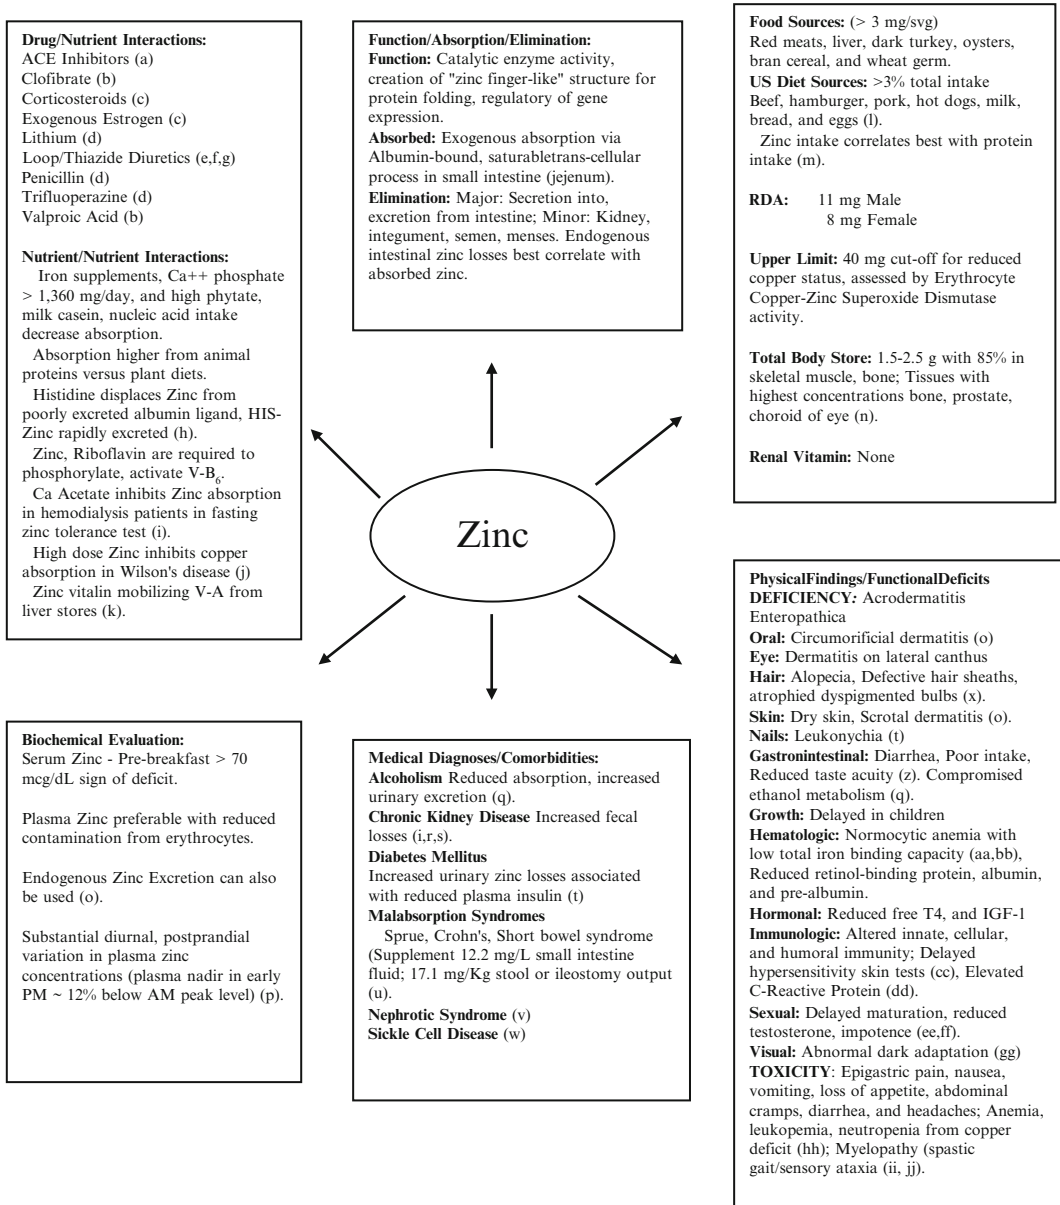 Drug/Nutrient Interactions:
ACE Inhibitors (a)
Clofibrate (b)
Corticosteroids (c)
Exogenous Estrogen (c)
Lithium (d)
Loop/Thiazide Diuretics (e,f,g)
Penicillin (d)
Trifluoperazine (d)
Valproic Acid (b)
Nutrient/Nutrient Interactions:
Iron supplements, Ca++ phosphate
> 1,360 mg/day, and high phytate,
milk casein, nucleic acid intake
decrease absorption.
Absorption higher from animal
proteins versus plant diets.
Histidine displaces Zinc from
poorly excreted albumin ligand, HIS-
Zinc rapidly excreted (h).
Zinc, Riboflavin are required to
phosphorylate, activate V-B6.
Ca Acetate inhibits Zinc absorption
in hemodialysis patients in fasting
zinc tolerance test (i).
High dose Zinc inhibits copper
absorption in Wilson's disease (j)
Zinc vitalin mobilizing V-A from
liver stores (k).
Function/Absorption/Elimination:
Function: Catalytic enzyme activity,
creation of "zinc finger-like" structure for
protein folding, regulatory of gene
expression.
Absorbed: Exogenous absorption via
Albumin-bound, saturabletrans-cellular
process in small intestine (jejenum).
Elimination: Major: Secretion into,
excretion from intestine; Minor: Kidney,
integument, semen, menses. Endogenous
intestinal zinc losses best correlate with
absorbed zinc.
Food Sources: (> 3 mg/svg)
Red meats, liver, dark turkey, oysters,
bran cereal, and wheat germ.
US Diet Sources: >3% total intake
Beef, hamburger, pork, hot dogs, milk,
bread, and eggs (l).
Zinc intake correlates best with protein
intake (m).
RDA: 11 mg Male
8 mg Female
Upper Limit: 40 mg cut-off for reduced
copper status, assessed by Erythrocyte
Copper-Zinc Superoxide Dismutase
activity.
Total Body Store: 1.5-2.5 g with 85% in
skeletal muscle, bone; Tissues with
highest concentrations bone, prostate,
choroid of eye (n).
Renal Vitamin: None
Zinc
Biochemical Evaluation:
Serum Zinc - Pre-breakfast > 70
mcg/dL sign of deficit.
Plasma Zinc preferable with reduced
contamination from erythrocytes.
Endogenous Zinc Excretion can also
be used (o).
Substantial diurnal, postprandial
variation in plasma zinc
concentrations (plasma nadir in early
PM ~ 12% below AM peak level) (p).
Medical Diagnoses/Comorbidities:
Alcoholism Reduced absorption, increased
urinary excretion (q).
Chronic Kidney Disease Increased fecal
losses (i,r,s).
Diabetes Mellitus
Increased urinary zinc losses associated
with reduced plasma insulin (t)
Malabsorption Syndromes
Sprue, Crohn's, Short bowel syndrome
(Supplement 12.2 mg/L small intestine
fluid; 17.1 mg/Kg stool or ileostomy output
(u).
Nephrotic Syndrome (v)
Sickle Cell Disease (w)
PhysicalFindings/FunctionalDeficits
DEFICIENCY: Acrodermatitis
Enteropathica
Oral: Circumorificial dermatitis (o)
Eye: Dermatitis on lateral canthus
Hair: Alopecia, Defective hair sheaths,
atrophied dyspigmented bulbs (x).
Skin: Dry skin, Scrotal dermatitis (o).
Nails: Leukonychia (t)
Gastronintestinal: Diarrhea, Poor intake,
Reduced taste acuity (z). Compromised
ethanol metabolism (q).
Growth: Delayed in children
Hematologic: Normocytic anemia with
low total iron binding capacity (aa,bb),
Reduced retinol-binding protein, albumin,
and pre-albumin.
Hormonal: Reduced free T4, and IGF-1
Immunologic: Altered innate, cellular,
and humoral immunity; Delayed
hypersensitivity skin tests (cc), Elevated
C-Reactive Protein (dd).
Sexual: Delayed maturation, reduced
testosterone, impotence (ee,ff).
Visual: Abnormal dark adaptation (gg)
TOXICITY: Epigastric pain, nausea,
vomiting, loss of appetite, abdominal
cramps, diarrhea, and headaches; Anemia,
leukopemia, neutropenia from copper
deficit (hh); Myelopathy (spastic
gait/sensory ataxia (ii, jj).